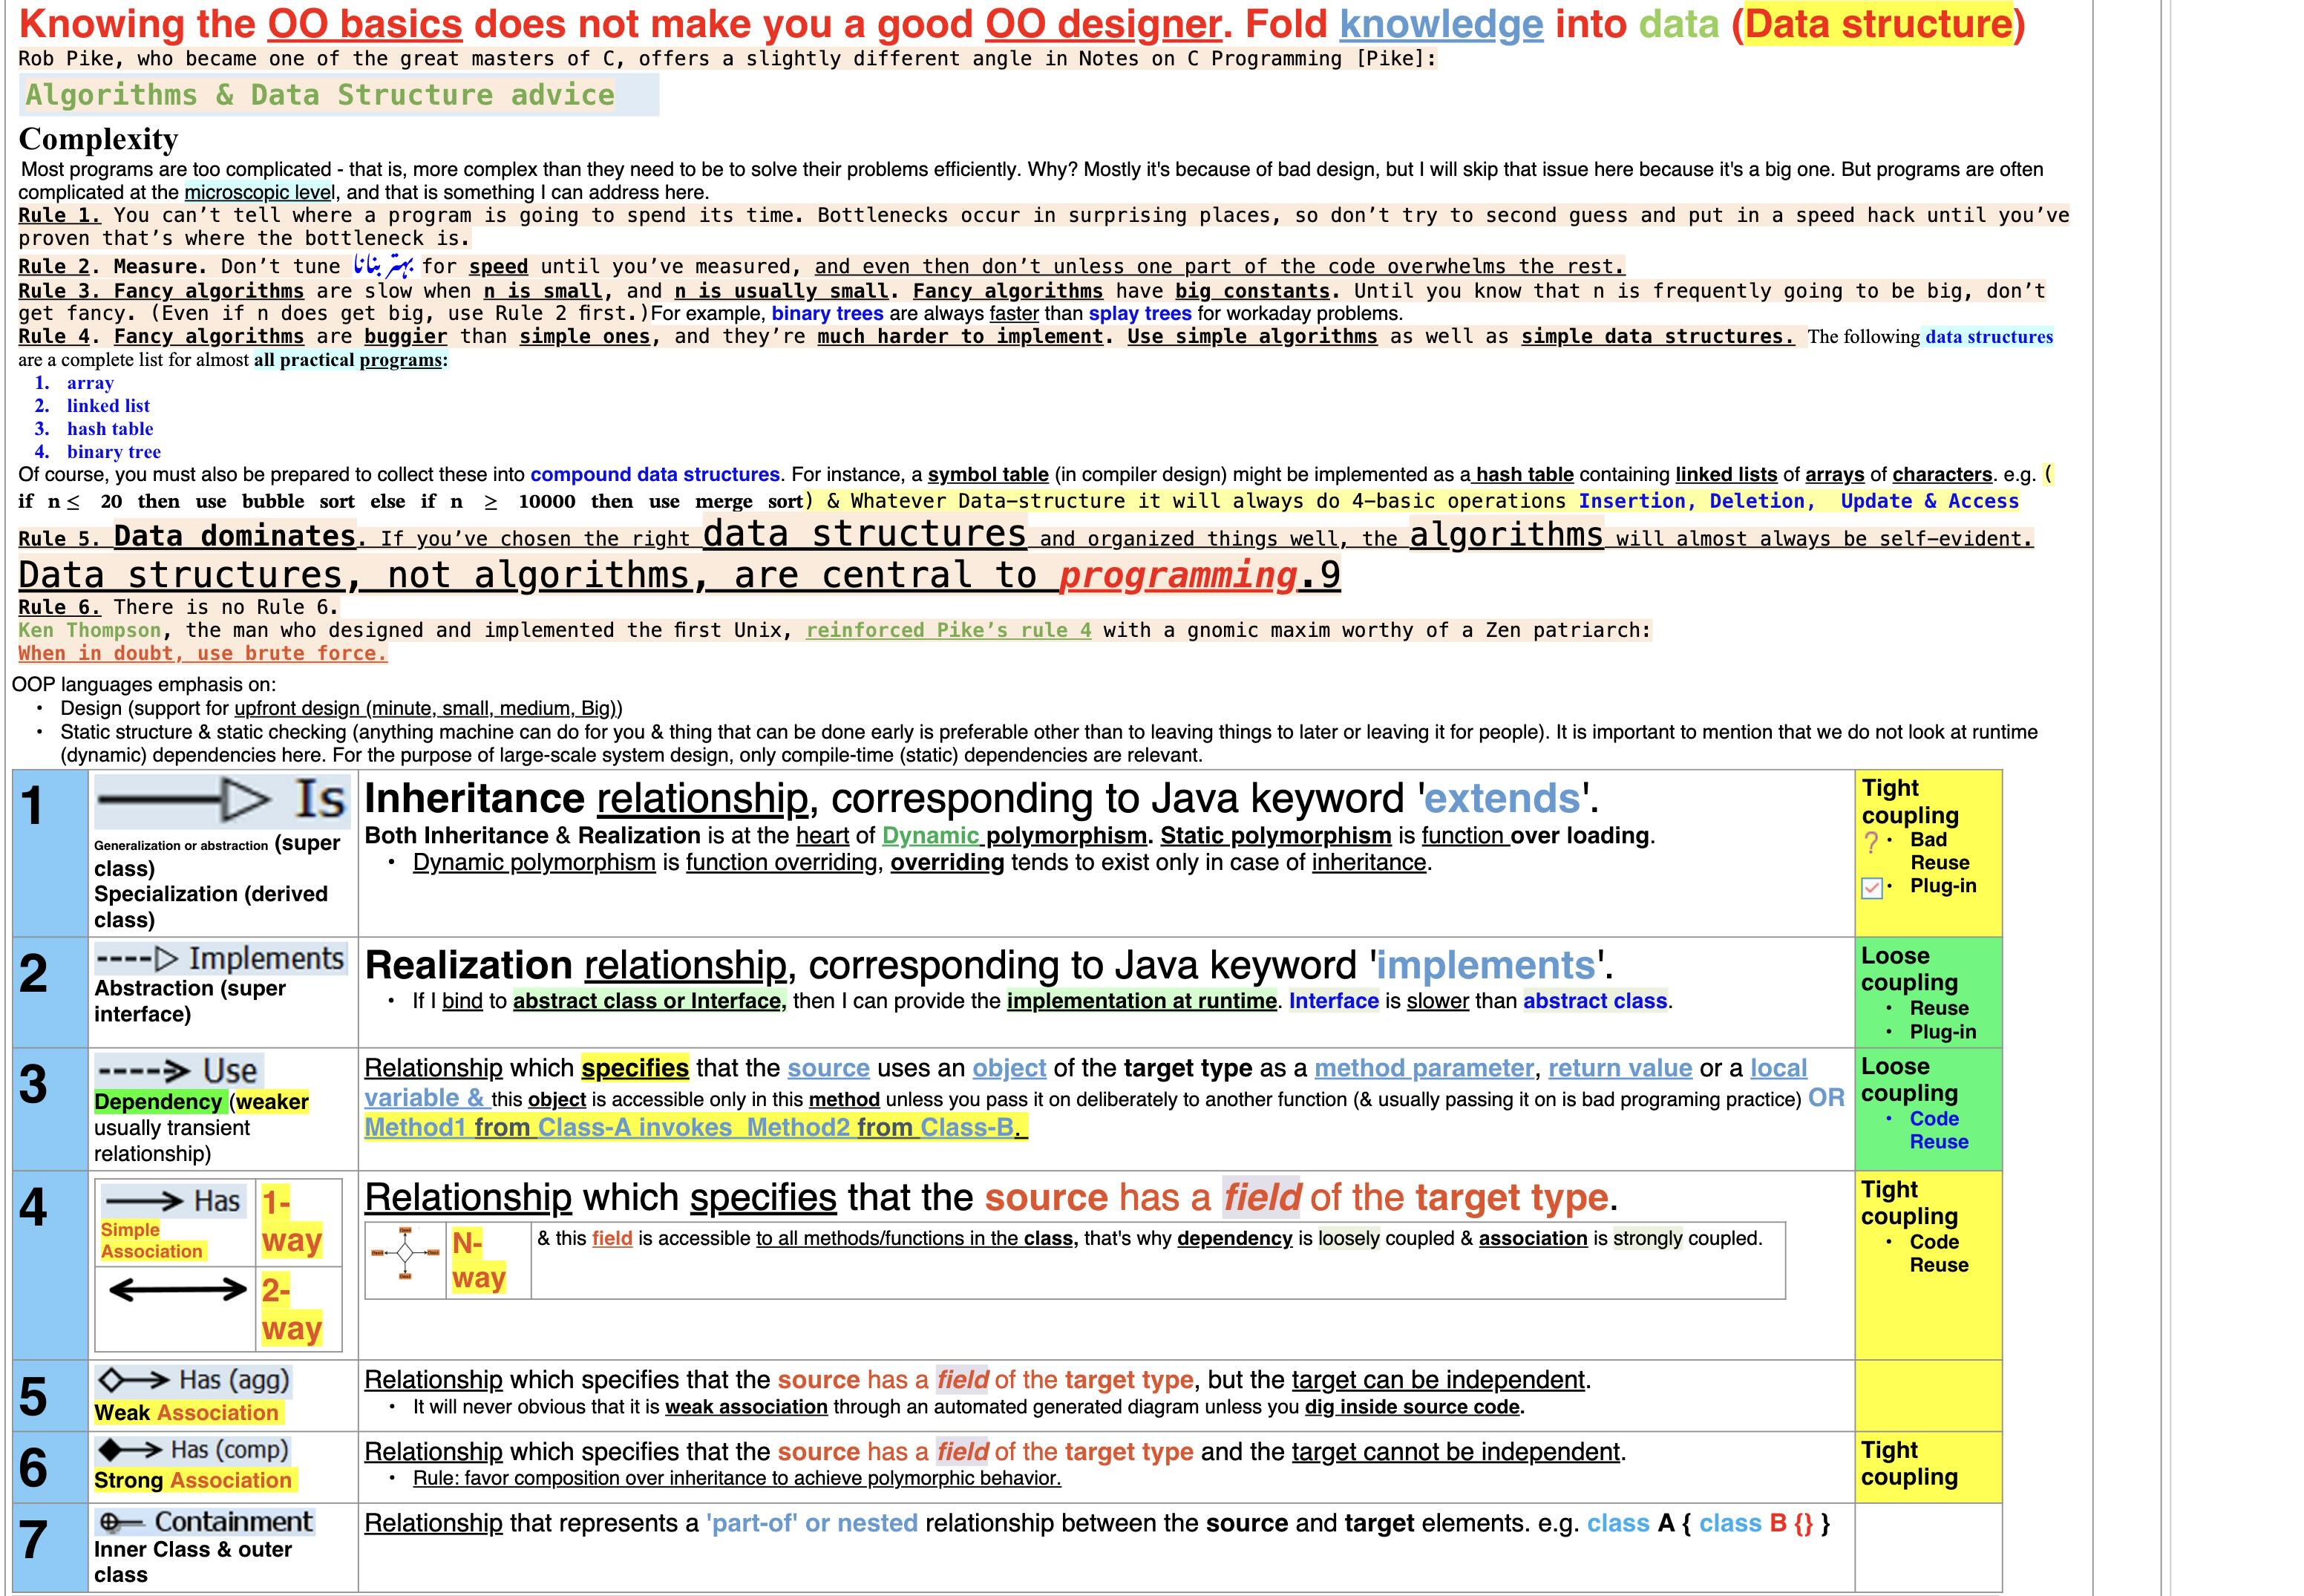 Knowing the OO basics does not make you a good OO designer. Fold knowledge into data (Data structure)
Rob Pike, who became one of the great masters of C, offers a slightly different angle in Notes on C Programming [Pike]:
Algorithms & Data Structure advice
Complexity
Most programs are too complicated - that is, more complex than they need to be to solve their problems efficiently. Why? Mostly it's because of bad design, but I will skip that issue here because it's a big one. But programs are often
complicated at the microscopic level, and that is something I can address here.
Rule 1. You can’t tell where a program is going to spend its time. Bottlenecks occur in surprising places, so don’t try to second guess and put in a speed hack until you’ve
proven that’s where the bottleneck is.
Rule 2. Measure. Don’t tune بہتر بنانا for speed until you’ve measured, and even then don’t unless one part of the code overwhelms the rest.
Rule 3. Fancy algorithms are slow when n is small, and n is usually small. Fancy algorithms have big constants. Until you know that n is frequently going to be big, don’t
get fancy. (Even if n does get big, use Rule 2 first.)For example, binary trees are always faster than splay trees for workaday problems.
Rule 4. Fancy algorithms are buggier than simple ones, and they’re much harder to implement. Use simple algorithms as well as simple data structures. The following data structures
are a complete list for almost all practical programs:
1. array
2. linked list
3. hash table
4. binary tree
Of course, you must also be prepared to collect these into compound data structures. For instance, a symbol table (in compiler design) might be implemented as a hash table containing linked lists of arrays of characters. e.g. (
if n ≤ 20 then use bubble sort else if n ≥ 10000 then use merge sort) & Whatever Data-structure it will always do 4-basic operations Insertion, Deletion, Update & Access
Rule 5. Data dominates. If you’ve chosen the right data structures and organized things well, the algorithms will almost always be self-evident.
Data structures, not algorithms, are central to programming.9
Rule 6. There is no Rule 6.
Ken Thompson, the man who designed and implemented the first Unix, reinforced Pike’s rule 4 with a gnomic maxim worthy of a Zen patriarch:
When in doubt, use brute force.
OOP languages emphasis on:
• Design (support for upfront design (minute, small, medium, Big))
• Static structure & static checking (anything machine can do for you & thing that can be done early is preferable other than to leaving things to later or leaving it for people). It is important to mention that we do not look at runtime
(dynamic) dependencies here. For the purpose of large-scale system design, only compile-time (static) dependencies are relevant.
1
Is
Generalization or abstraction (super
class)
Specialization (derived
class)
Inheritance relationship, corresponding to Java keyword 'extends'.
Both Inheritance & Realization is at the heart of Dynamic polymorphism. Static polymorphism is function over loading.
• Dynamic polymorphism is function overriding, overriding tends to exist only in case of inheritance.
Tight
coupling
? • Bad
Reuse
• Plug-in
2
Implements
Abstraction (super
interface)
Realization relationship, corresponding to Java keyword 'implements'.
• If I bind to abstract class or Interface, then I can provide the implementation at runtime. Interface is slower than abstract class.
Loose
coupling
• Reuse
• Plug-in
3
Use
Dependency (weaker
usually transient
relationship)
Relationship which specifies that the source uses an object of the target type as a method parameter, return value or a local
variable & this object is accessible only in this method unless you pass it on deliberately to another function (& usually passing it on is bad programing practice) OR
Method1 from Class-A invokes Method2 from Class-B.
Loose
coupling
• Code
Reuse
4
Has
Simple
Association
1-
way
2-
way
Relationship which specifies that the source has a field of the target type.
N-
way
& this field is accessible to all methods/functions in the class, that's why dependency is loosely coupled & association is strongly coupled.
Tight
coupling
• Code
Reuse
5
Has (agg)
Weak Association
Relationship which specifies that the source has a field of the target type, but the target can be independent.
• It will never obvious that it is weak association through an automated generated diagram unless you dig inside source code.
6
Has (comp)
Strong Association
Relationship which specifies that the source has a field of the target type and the target cannot be independent.
• Rule: favor composition over inheritance to achieve polymorphic behavior.
Tight
coupling
7
Containment
Inner Class & outer
class
Relationship that represents a 'part-of' or nested relationship between the source and target elements. e.g. class A { class B {} }